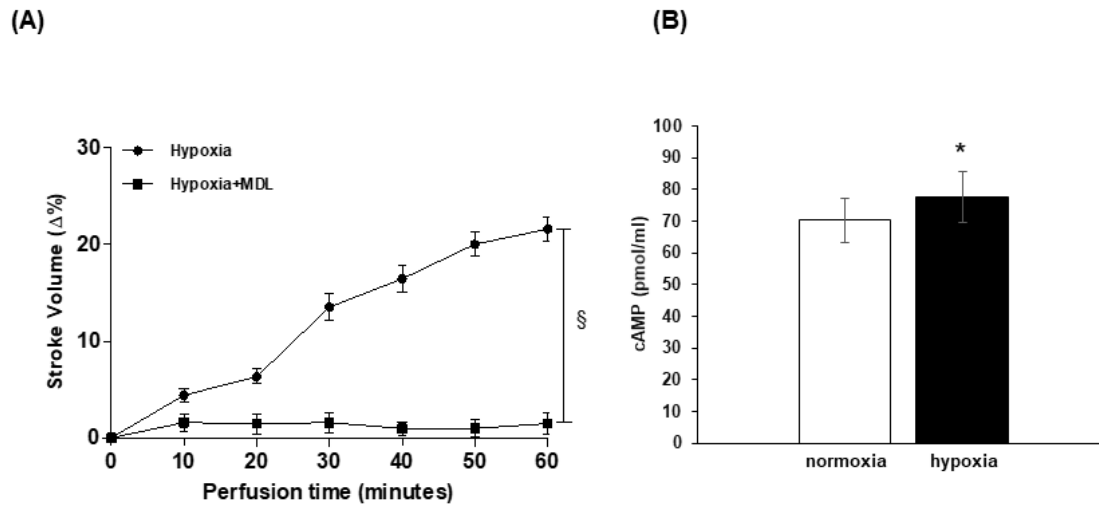 (A)
(B)
Stroke Volume (Δ%)
30
20
10
0
Hypoxia
Hypoxia+MDL
§
0 10 20 30 40 50 60
Perfusion time (minutes)
cAMP (pmol/ml)
100
90
80
70
60
50
40
30
20
10
0
*
normoxia hypoxia